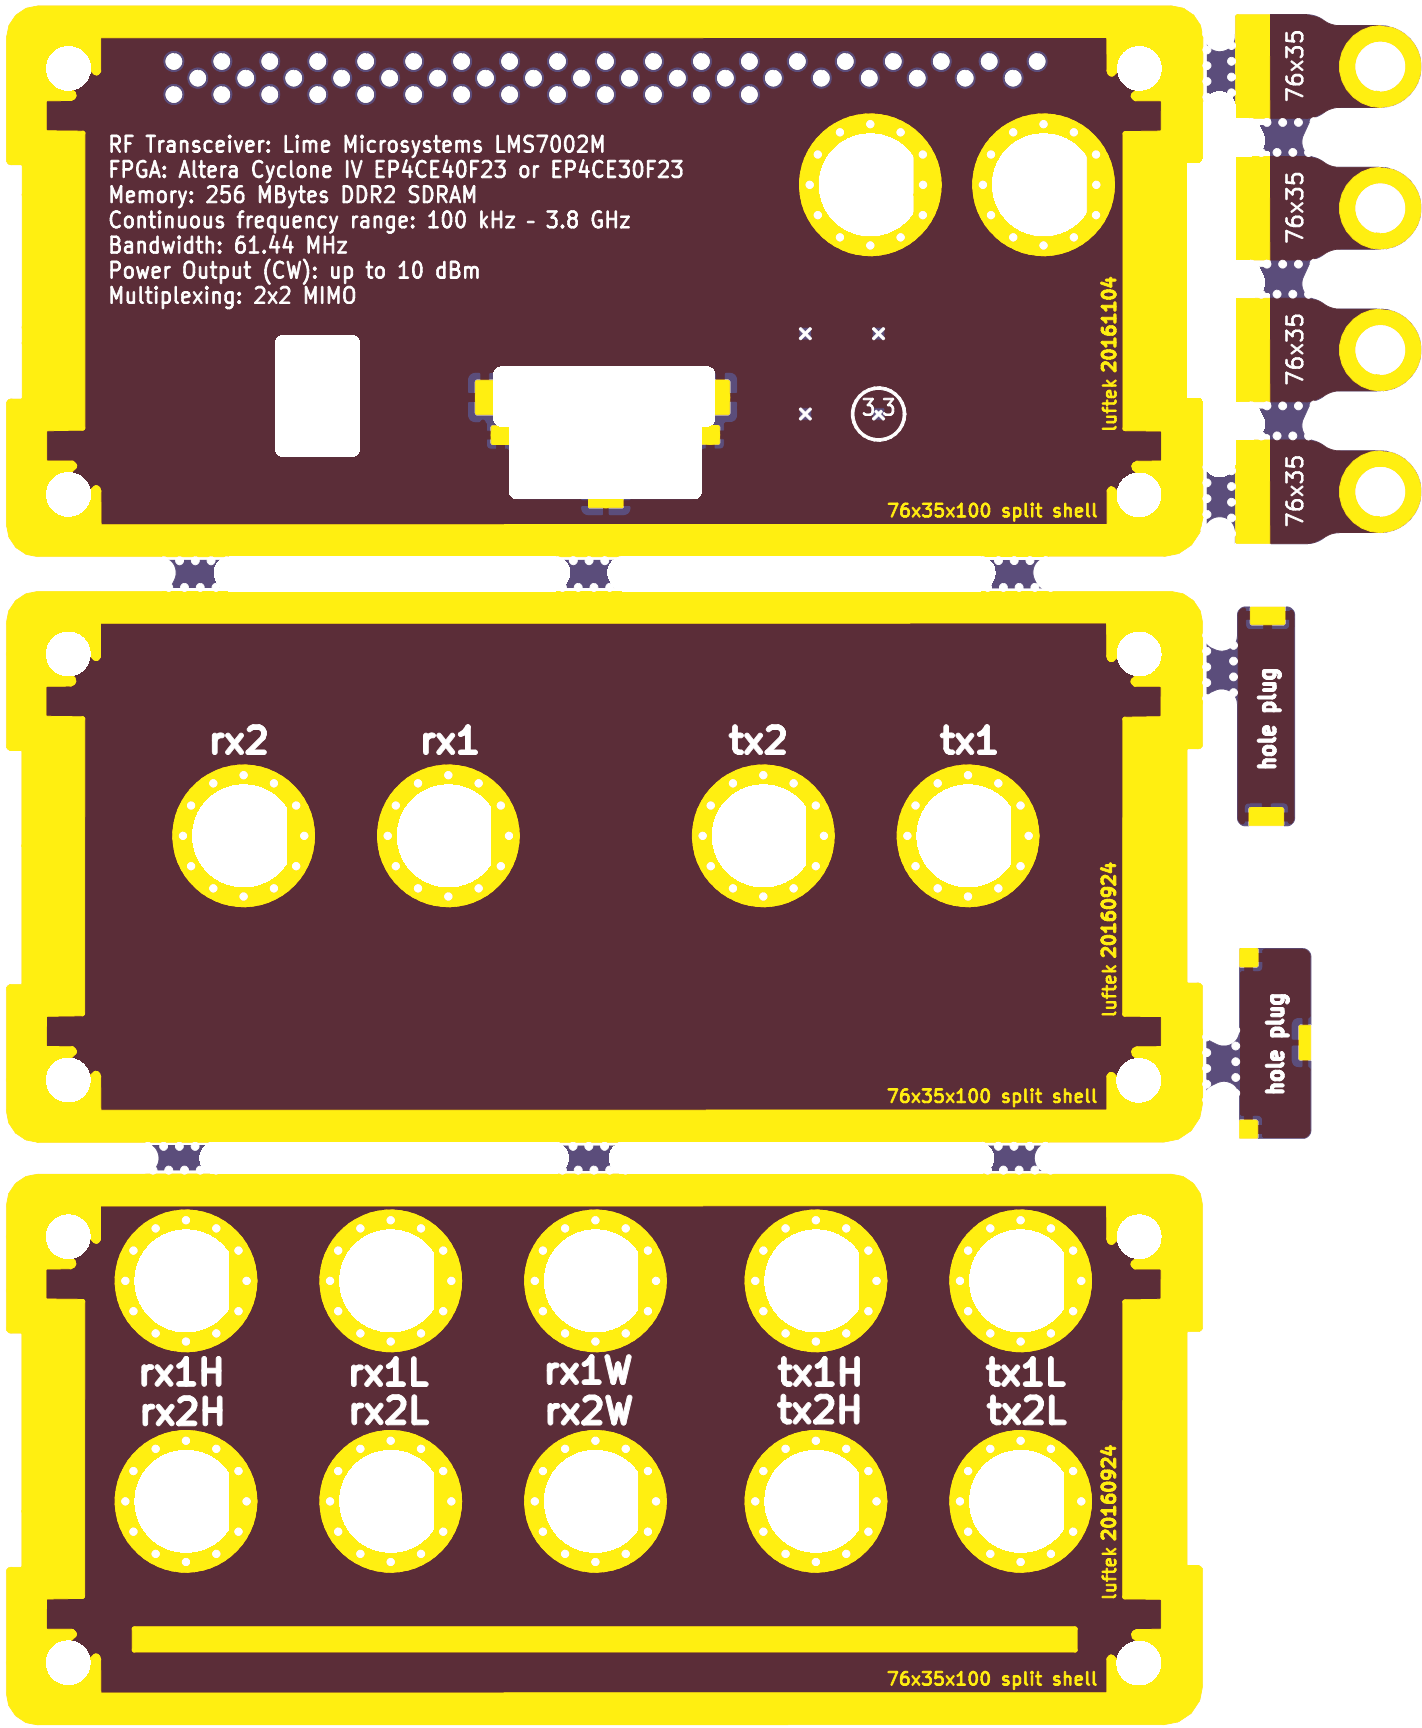 RF Transceiver: Lime Microsystems LMS7002M
FPGA: Altera Cyclone IV EP4CE40F23 or EP4CE30F23
Memory: 256 MBytes DDR2 SDRAM
Continuous frequency range: 100 kHz - 3.8 GHz
Bandwidth: 61.44 MHz
Power Output (CW): up to 10 dBm
Multiplexing: 2x2 MIMO
3.3
luftek 20161104
76x35x100 split shell
76x35
76x35
76x35
76x35
rx2 rx1 tx2 tx1
luftek 20160924
76x35x100 split shell
hole plug
hole plug
rx1H rx1L rx1W tx1H tx1L
rx2H rx2L rx2W tx2H tx2L
luftek 20160924
76x35x100 split shell